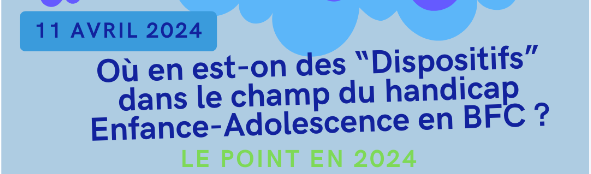 11 AVRIL 2024
Où en est-on des “Dispositifs”
dans le champ du handicap
Enfance-Adolescence en BFC ?
LE POINT EN 2024